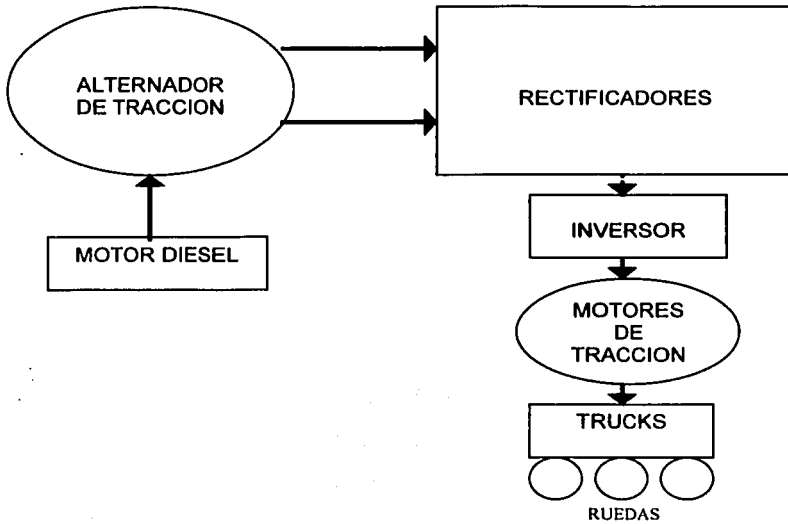 ALTERNADOR
DE TRACCION
RECTIFICADORES
MOTOR DIESEL
INVERSOR
MOTORES
DE
TRACCION
TRUCKS
RUEDAS